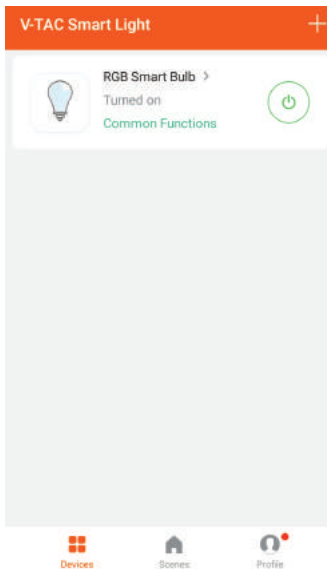 V-TAC Smart Light
RGB Smart Bulb >
Turned on
Common Functions
Devices
Scenes
Profile